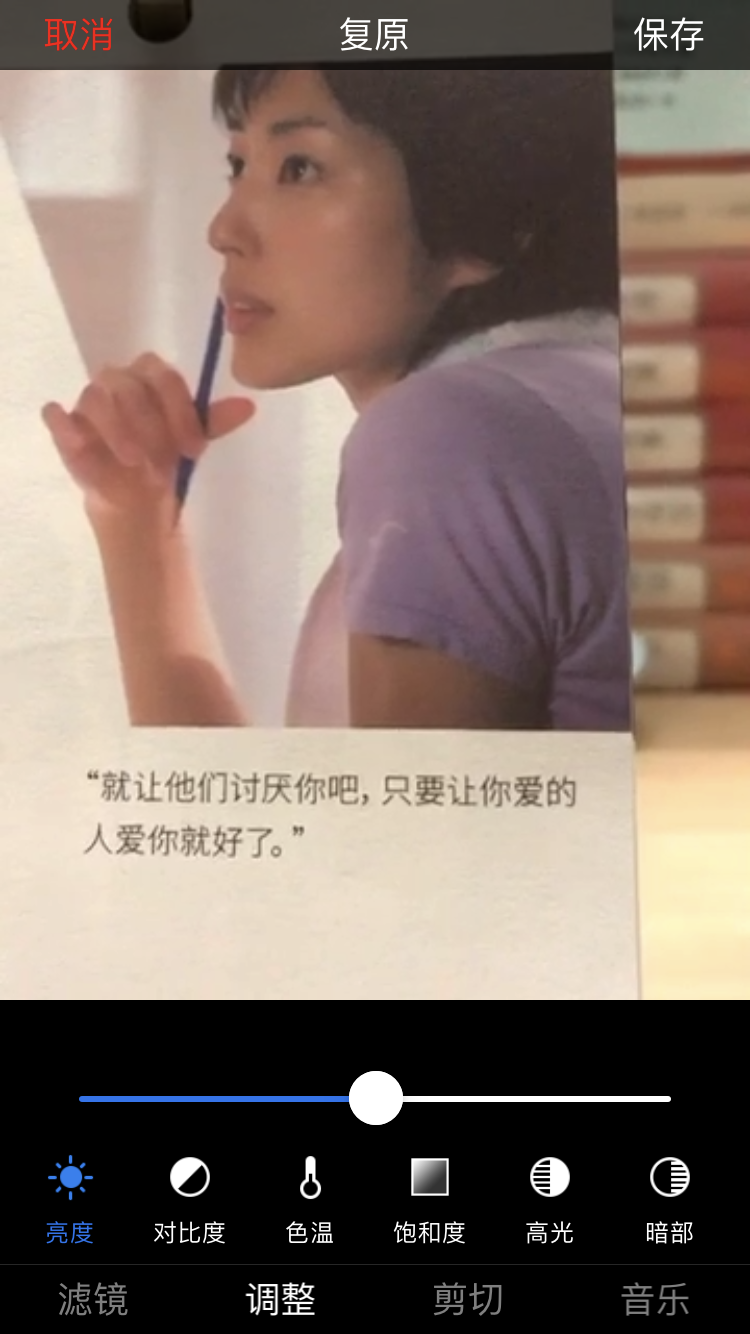 取消 复原 保存
“就让他们讨厌你吧，只要让你爱的
人爱你就好了。”
亮度 对比度 色温 饱和度 高光 暗部
滤镜 调整 剪切 音乐